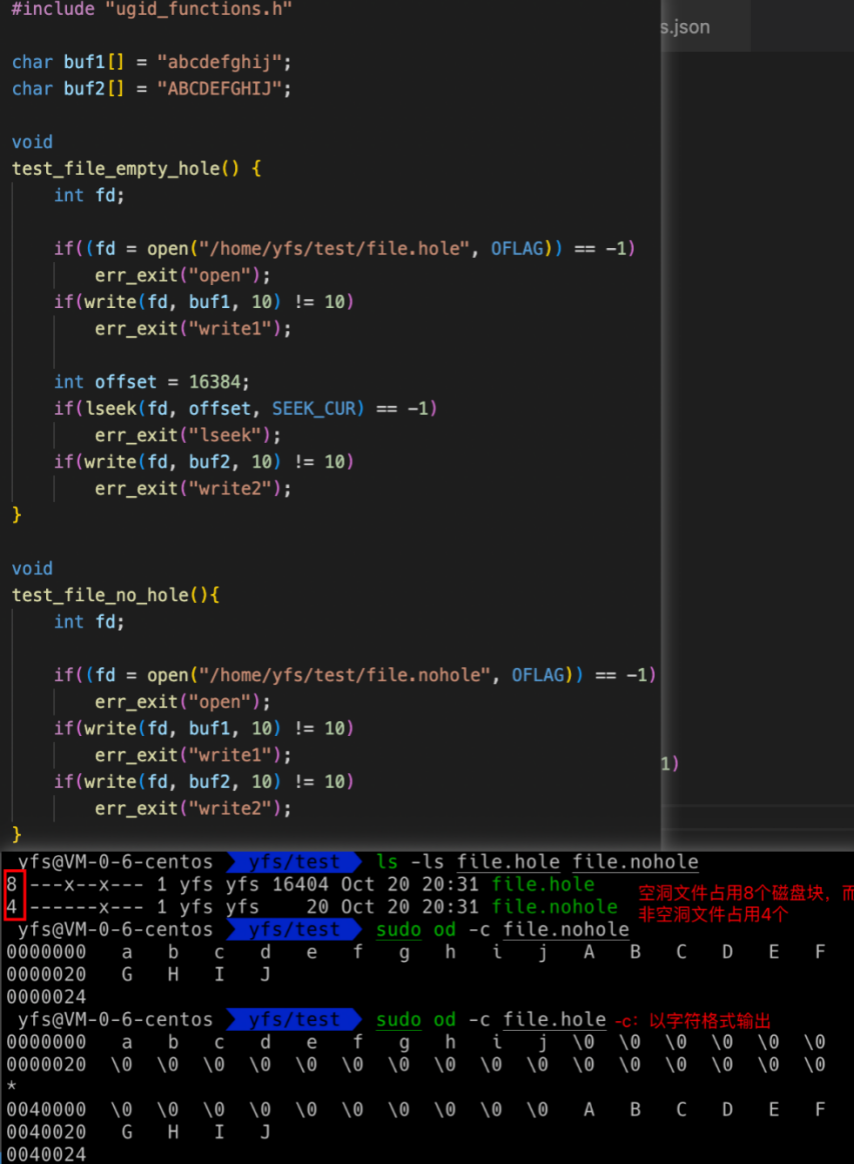 #include "ugid_functions.h"
s.json
char buf1[] = "abcdefghij";
char buf2[] = "ABCDEFGHIJ";
void
test_file_empty_hole() {
int fd;
if((fd = open("/home/yfs/test/file.hole", OFLAG)) == -1)
err_exit("open");
if(write(fd, buf1, 10) != 10)
err_exit("write1");
int offset = 16384;
if(lseek(fd, offset, SEEK_CUR) == -1)
err_exit("lseek");
if(write(fd, buf2, 10) != 10)
err_exit("write2");
}
void
test_file_no_hole(){
int fd;
if((fd = open("/home/yfs/test/file.nohole", OFLAG)) == -1)
err_exit("open");
if(write(fd, buf1, 10) != 10)
err_exit("write1");
1)
if(write(fd, buf2, 10) != 10)
err_exit("write2");
}
yfs@VM-0-6-centos yfs/test ls -ls file.hole file.nohole
8 ---x--x--- 1 yfs yfs 16404 Oct 20 20:31 file.hole
4 ------x--- 1 yfs yfs 20 Oct 20 20:31 file.nohole
空洞文件占用8个磁盘块，而
非空洞文件占用4个
yfs@VM-0-6-centos yfs/test sudo od -c file.nohole
0000000 a b c d e f g h i j A B C D E F
0000020 G H I J
0000024
yfs@VM-0-6-centos yfs/test sudo od -c file.hole -c：以字符格式输出
0000000 a b c d e f g h i j \0 \0 \0 \0 \0 \0
0000020 \0 \0 \0 \0 \0 \0 \0 \0 \0 \0 \0 \0 \0 \0 \0 \0
*
0040000 \0 \0 \0 \0 \0 \0 \0 \0 \0 \0 A B C D E F
0040020 G H I J
0040024